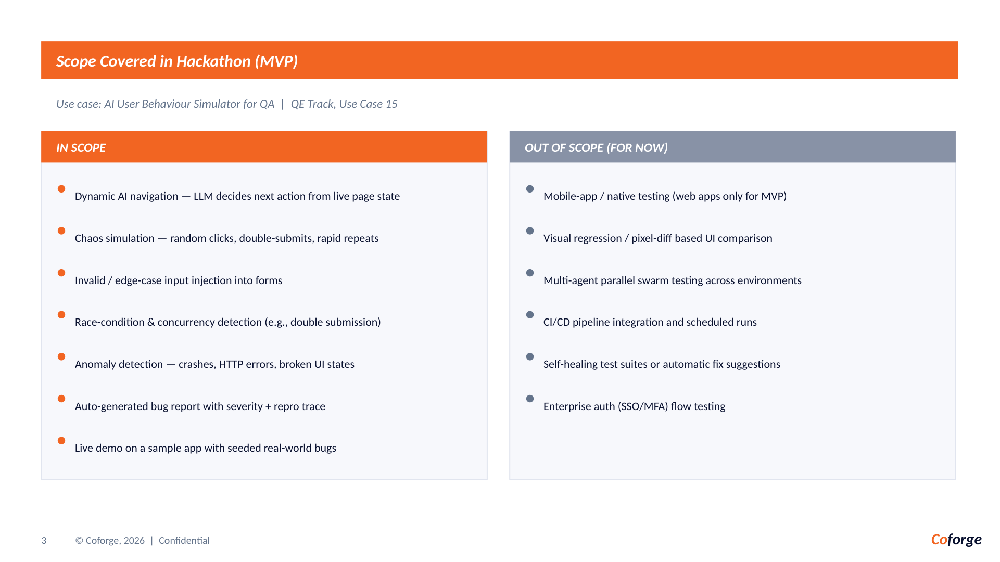 Scope Covered in Hackathon (MVP)
Use case: AI User Behaviour Simulator for QA | QE Track, Use Case 15
IN SCOPE
Dynamic AI navigation — LLM decides next action from live page state
Chaos simulation — random clicks, double-submits, rapid repeats
Invalid / edge-case input injection into forms
Race-condition & concurrency detection (e.g., double submission)
Anomaly detection — crashes, HTTP errors, broken UI states
Auto-generated bug report with severity + repro trace
Live demo on a sample app with seeded real-world bugs
OUT OF SCOPE (FOR NOW)
Mobile-app / native testing (web apps only for MVP)
Visual regression / pixel-diff based UI comparison
Multi-agent parallel swarm testing across environments
CI/CD pipeline integration and scheduled runs
Self-healing test suites or automatic fix suggestions
Enterprise auth (SSO/MFA) flow testing
3 © Coforge, 2026 | Confidential
Coforge